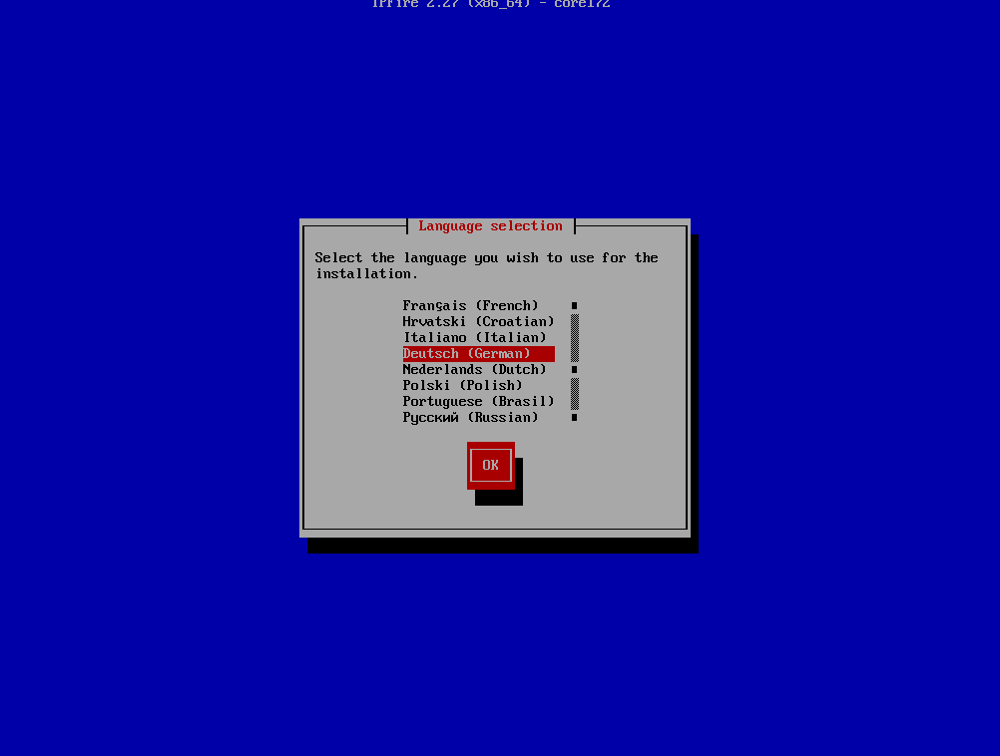 IPFire 2.27 (x86_64) - core172
Language selection
Select the language you wish to use for the
installation.
Français (French)
Hrvatski (Croatian)
Italiano (Italian)
Deutsch (German)
Nederlands (Dutch)
Polski (Polish)
Portuguese (Brasil)
Русский (Russian)
OK